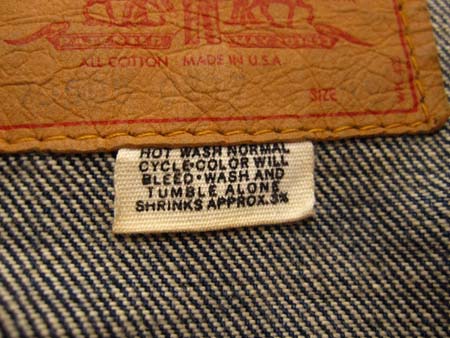 ALL COTTON MADE IN U.S.A.
SIZE
HOT WASH NORMAL
CYCLE·COLOR WILL
BLEED·WASH AND
TUMBLE ALONE
SHRINKS APPROX. 3%